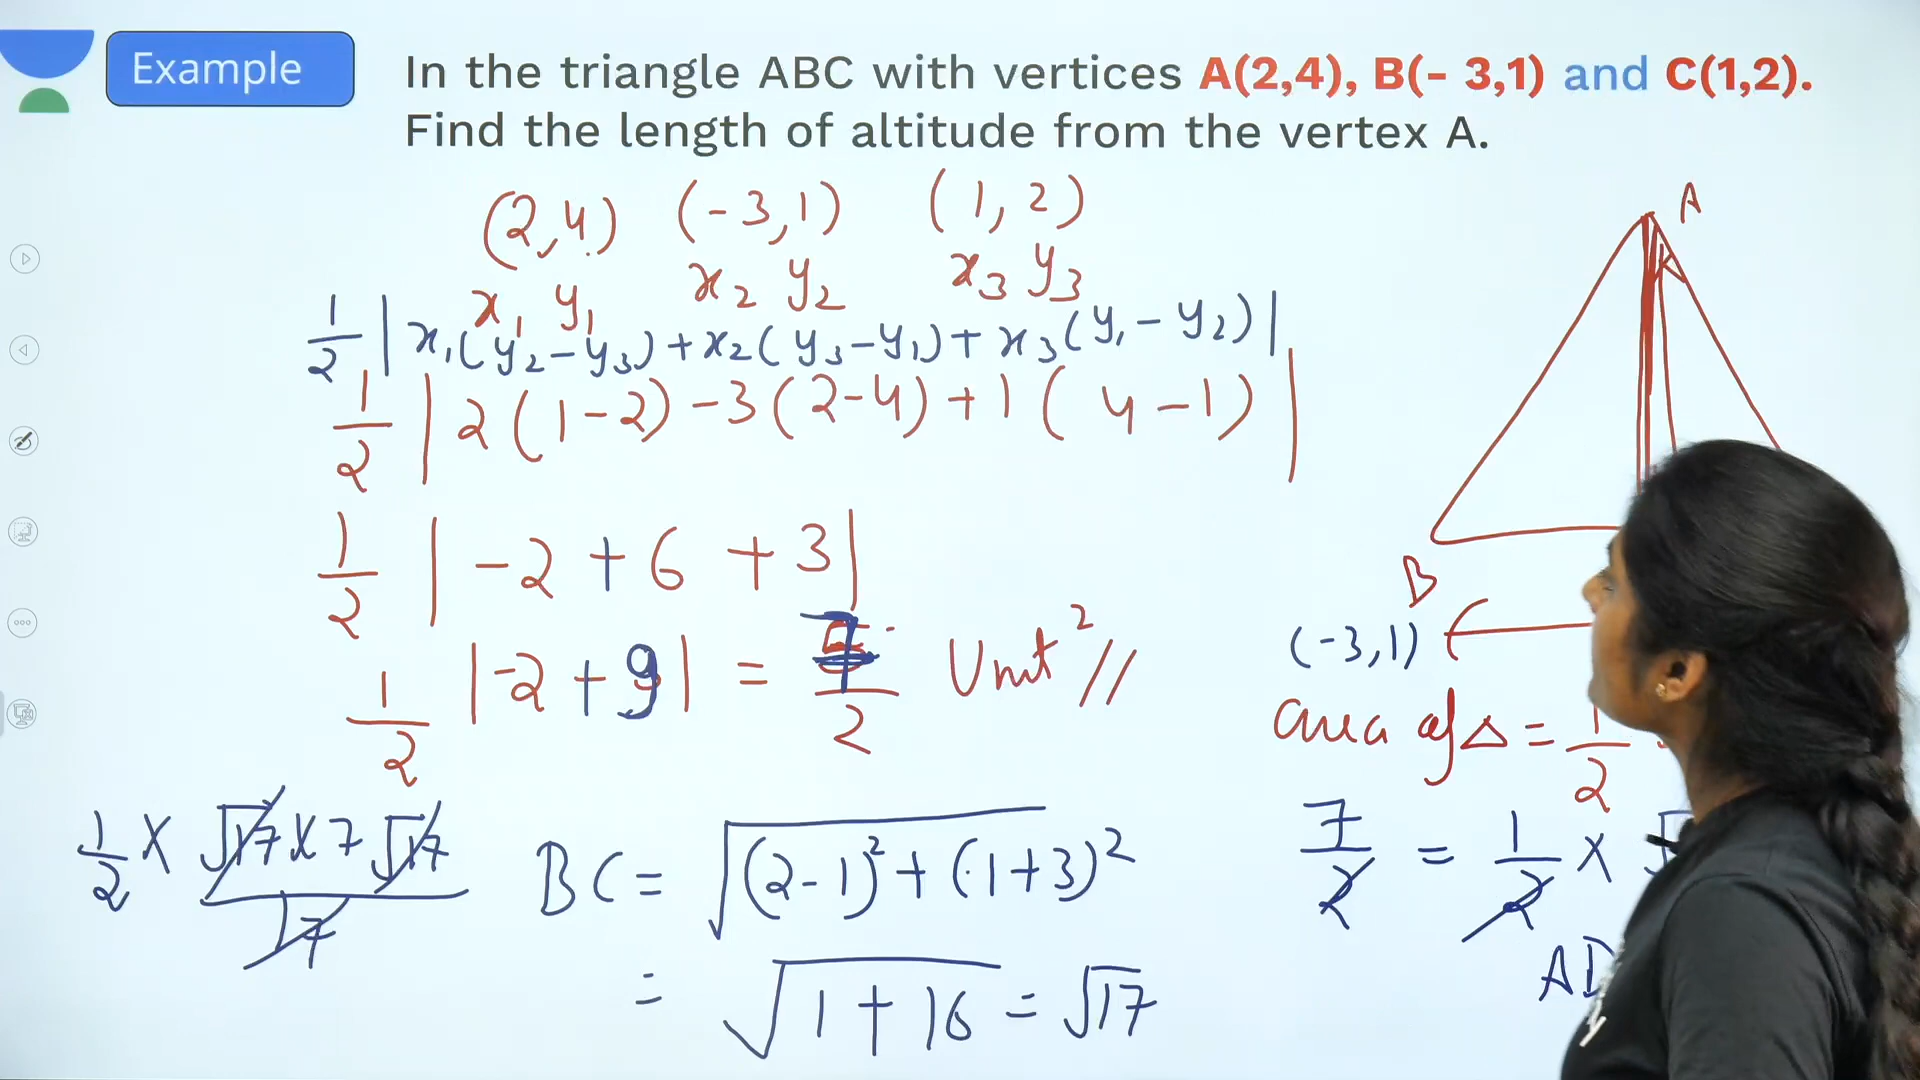 Example
In the triangle ABC with vertices A(2,4), B(- 3,1) and C(1,2).
Find the length of altitude from the vertex A.
(2,4) (-3,1) (1,2)
x₁ y₁ x₂ y₂ x₃ y₃
1/2 | x₁(y₂-y₃)+x₂(y₃-y₁)+x₃(y₁-y₂)|
1/2 | 2(1-2)-3(2-4)+1(4-1) |
1/2 | -2+6+3|
1/2 |-2+9| = 7/2 Unit² //
1/2 × √17×7√17/17
BC = √(2-1)²+(1+3)²
= √1+16 = √17
A
B
(-3,1)
area of △ = 1/2
7/2 = 1/2 ×
AD